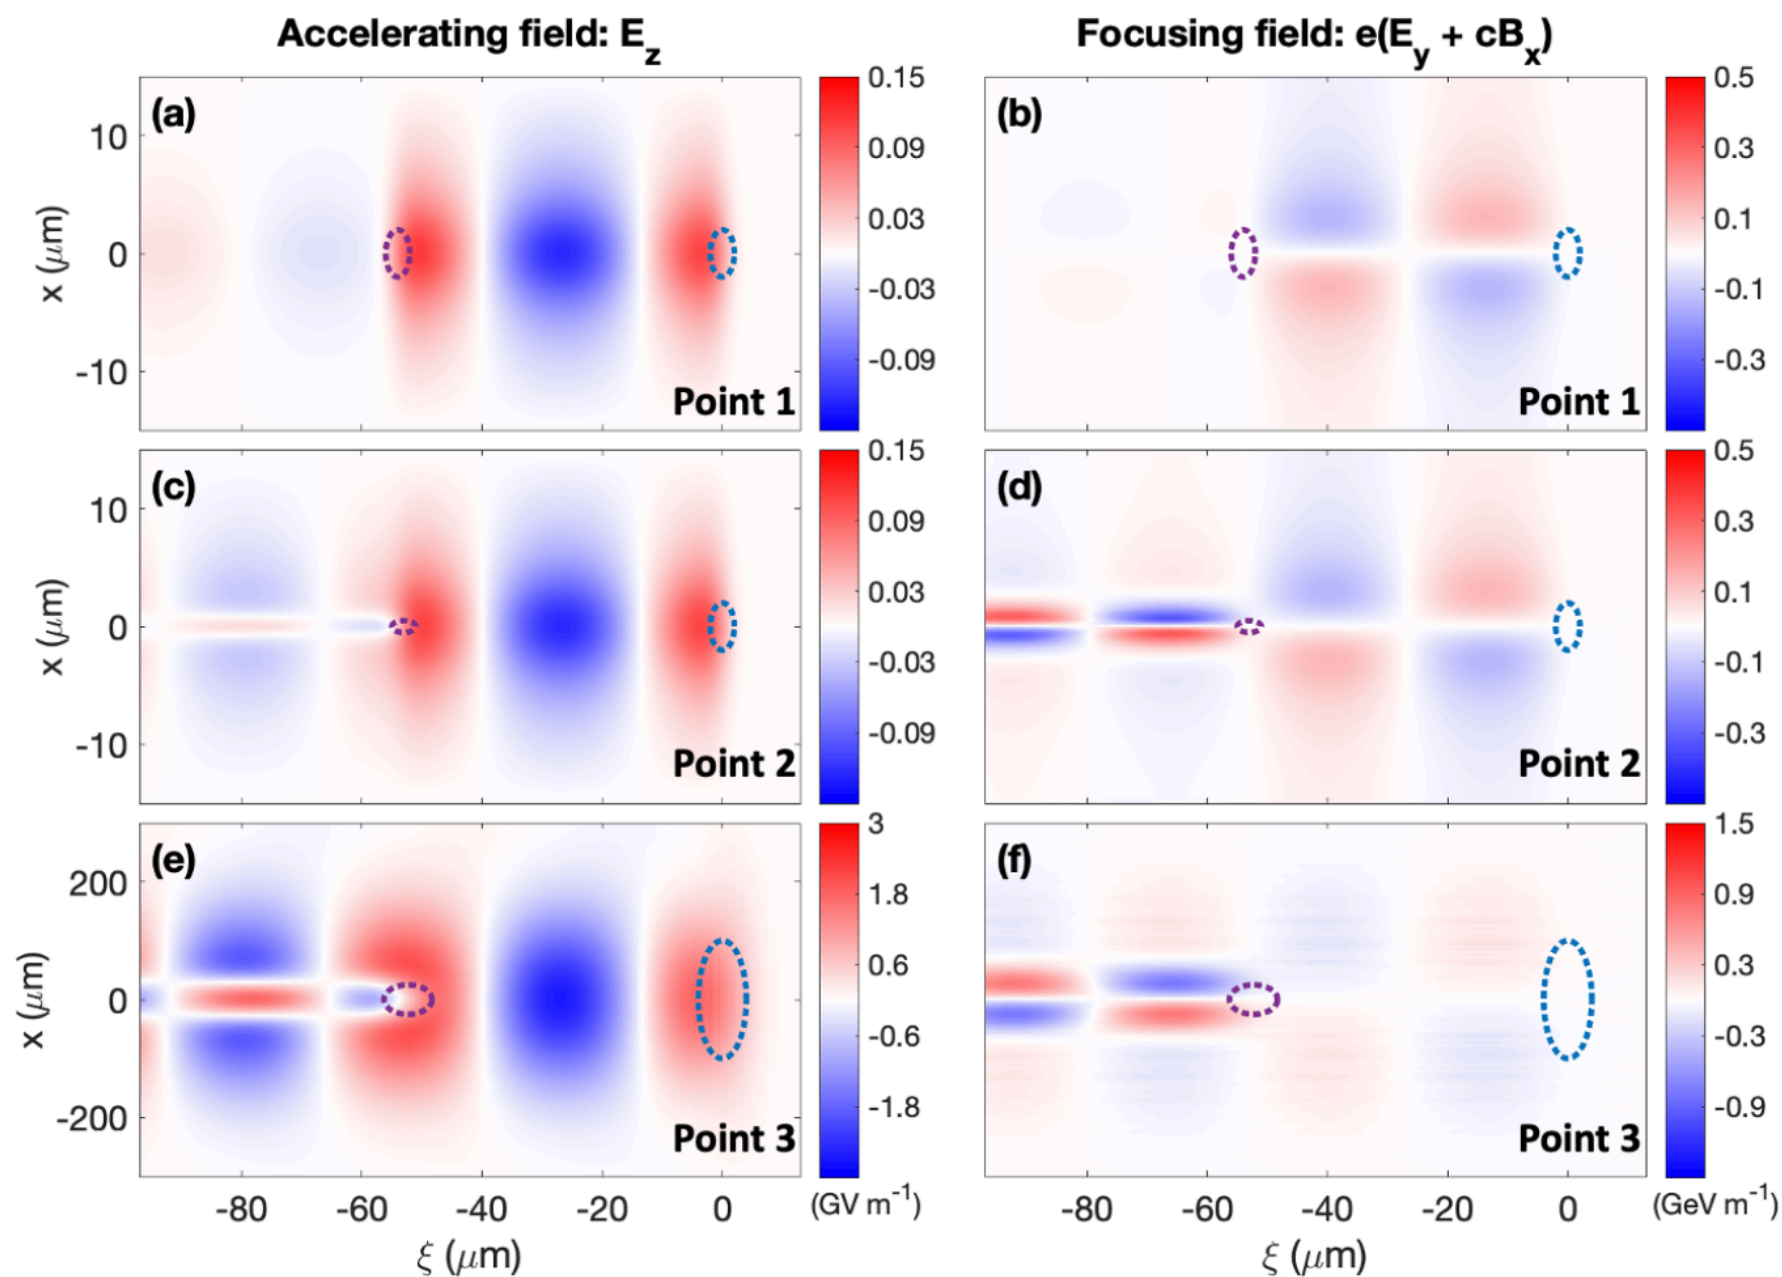 Accelerating field: E_z
Focusing field: e(E_y + cB_x)
(a)
x (μm)
10
0
-10
Point 1
0.15
0.09
0.03
-0.03
-0.09
(b)
Point 1
0.5
0.3
0.1
-0.1
-0.3
(c)
x (μm)
10
0
-10
Point 2
0.15
0.09
0.03
-0.03
-0.09
(d)
Point 2
0.5
0.3
0.1
-0.1
-0.3
(e)
x (μm)
200
0
-200
Point 3
3
1.8
0.6
-0.6
-1.8
(GV m⁻¹)
-80 -60 -40 -20 0
ξ (μm)
(f)
Point 3
1.5
0.9
0.3
-0.3
-0.9
(GeV m⁻¹)
-80 -60 -40 -20 0
ξ (μm)